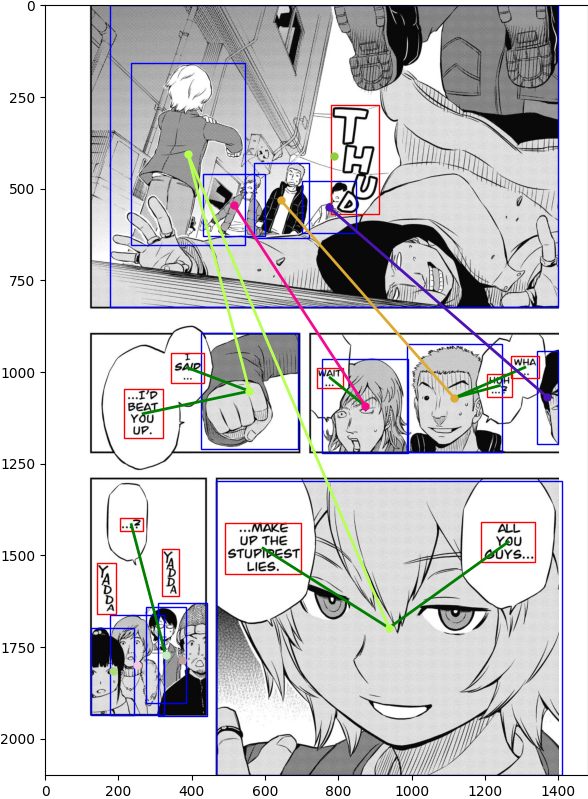 0
250
500
750
1000
1250
1500
1750
2000
THUD
WHA
...
HUH
...?
WAIT
...
I
SAID
...
...I'D
BEAT
YOU
UP.
ALL
YOU
GUYS...
...MAKE
UP THE
STUPIDEST
LIES.
...?
YADDA
YADDA
0 200 400 600 800 1000 1200 1400